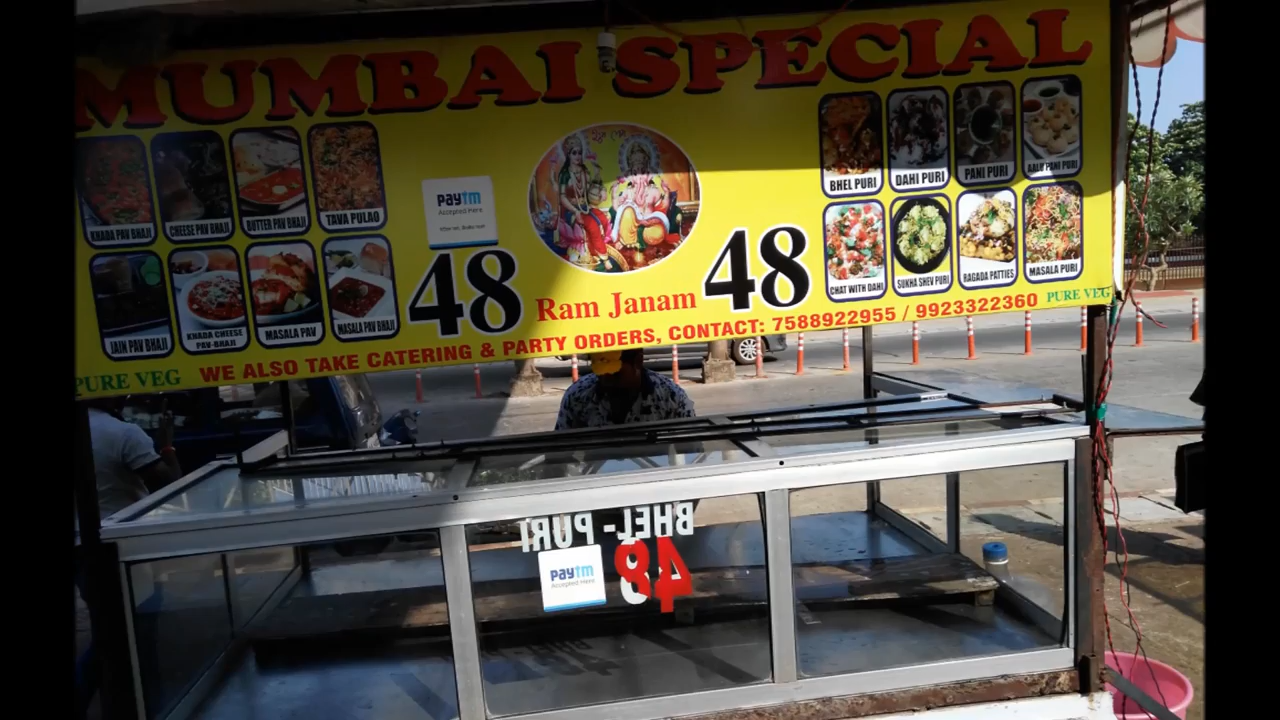 MUMBAI SPECIAL
KHADA PAV BHAJI
CHEESE PAV BHAJI
BUTTER PAV BHAJI
TAVA PULAO
JAIN PAV BHAJI
KHADA CHEESE
PAV-BHAJI
MASALA PAV
MASALA PAV BHAJI
paytm
Accepted Here
48
Ram Janam
48
BHEL PURI
DAHI PURI
PANI PURI
AALU PANI PURI
CHAT WITH DAHI
SUKHA SHEV PURI
RAGADA PATTIES
MASALA PURI
PURE VEG
WE ALSO TAKE CATERING & PARTY ORDERS, CONTACT: 7588922955 / 9923322360
PURE VEG
BHEL-PURI
48
paytm
Accepted Here